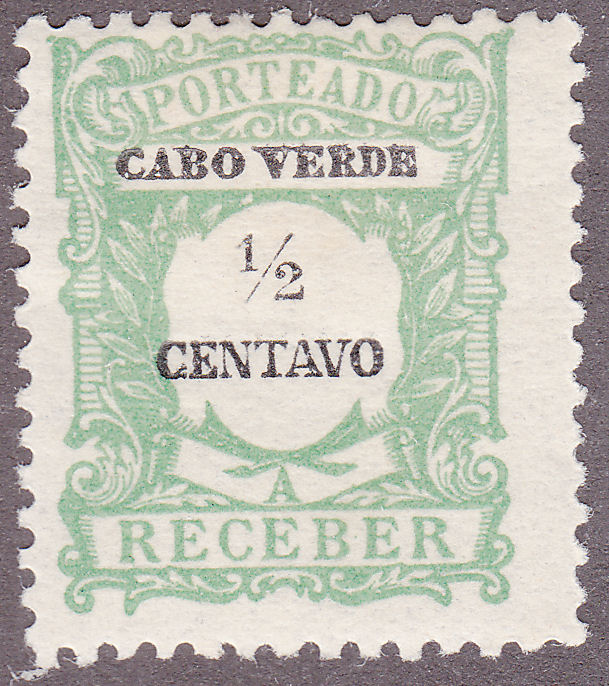 PORTEADO
CABO VERDE
½
CENTAVO
A
RECEBER